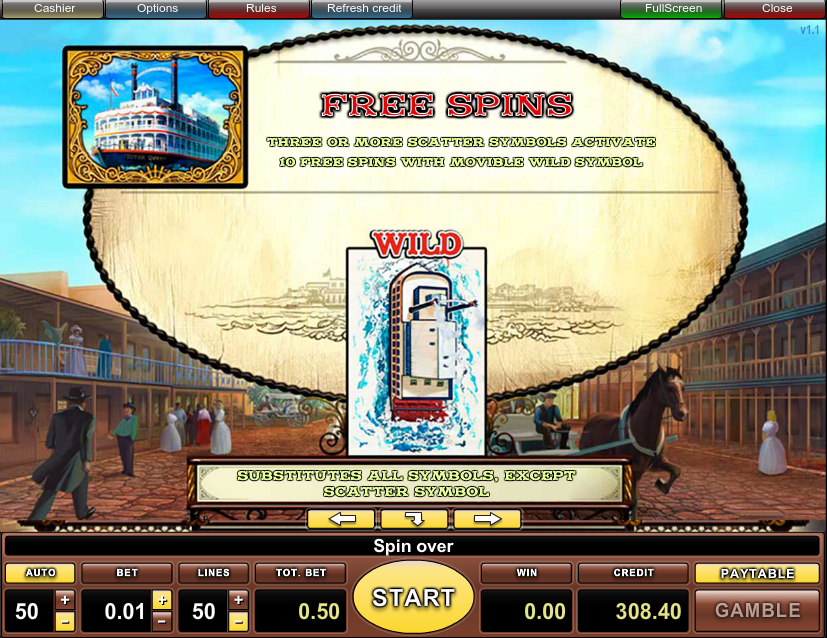 Cashier
Options
Rules
Refresh credit
FullScreen
Close
v1.1
FREE SPINS
THREE OR MORE SCATTER SYMBOLS ACTIVATE
10 FREE SPINS WITH MOVIBLE WILD SYMBOL
WILD
SUBSTITUTES ALL SYMBOLS, EXCEPT
SCATTER SYMBOL
Spin over
AUTO
BET
LINES
TOT. BET
START
WIN
CREDIT
PAYTABLE
50
+
−
0.01
+
−
50
+
−
0.50
0.00
308.40
GAMBLE